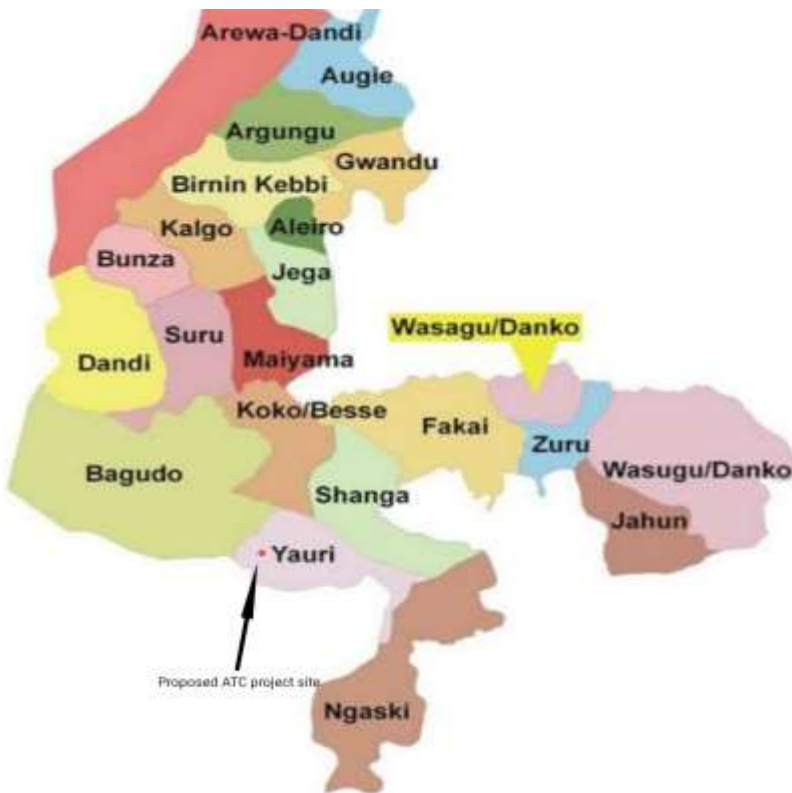 Arewa-Dandi
Augie
Argungu
Gwandu
Birnin Kebbi
Kalgo
Aleiro
Bunza
Jega
Wasagu/Danko
Suru
Dandi
Maiyama
Koko/Besse
Fakai
Zuru
Bagudo
Wasugu/Danko
Shanga
Jahun
Yauri
Proposed ATC project site
Ngaski